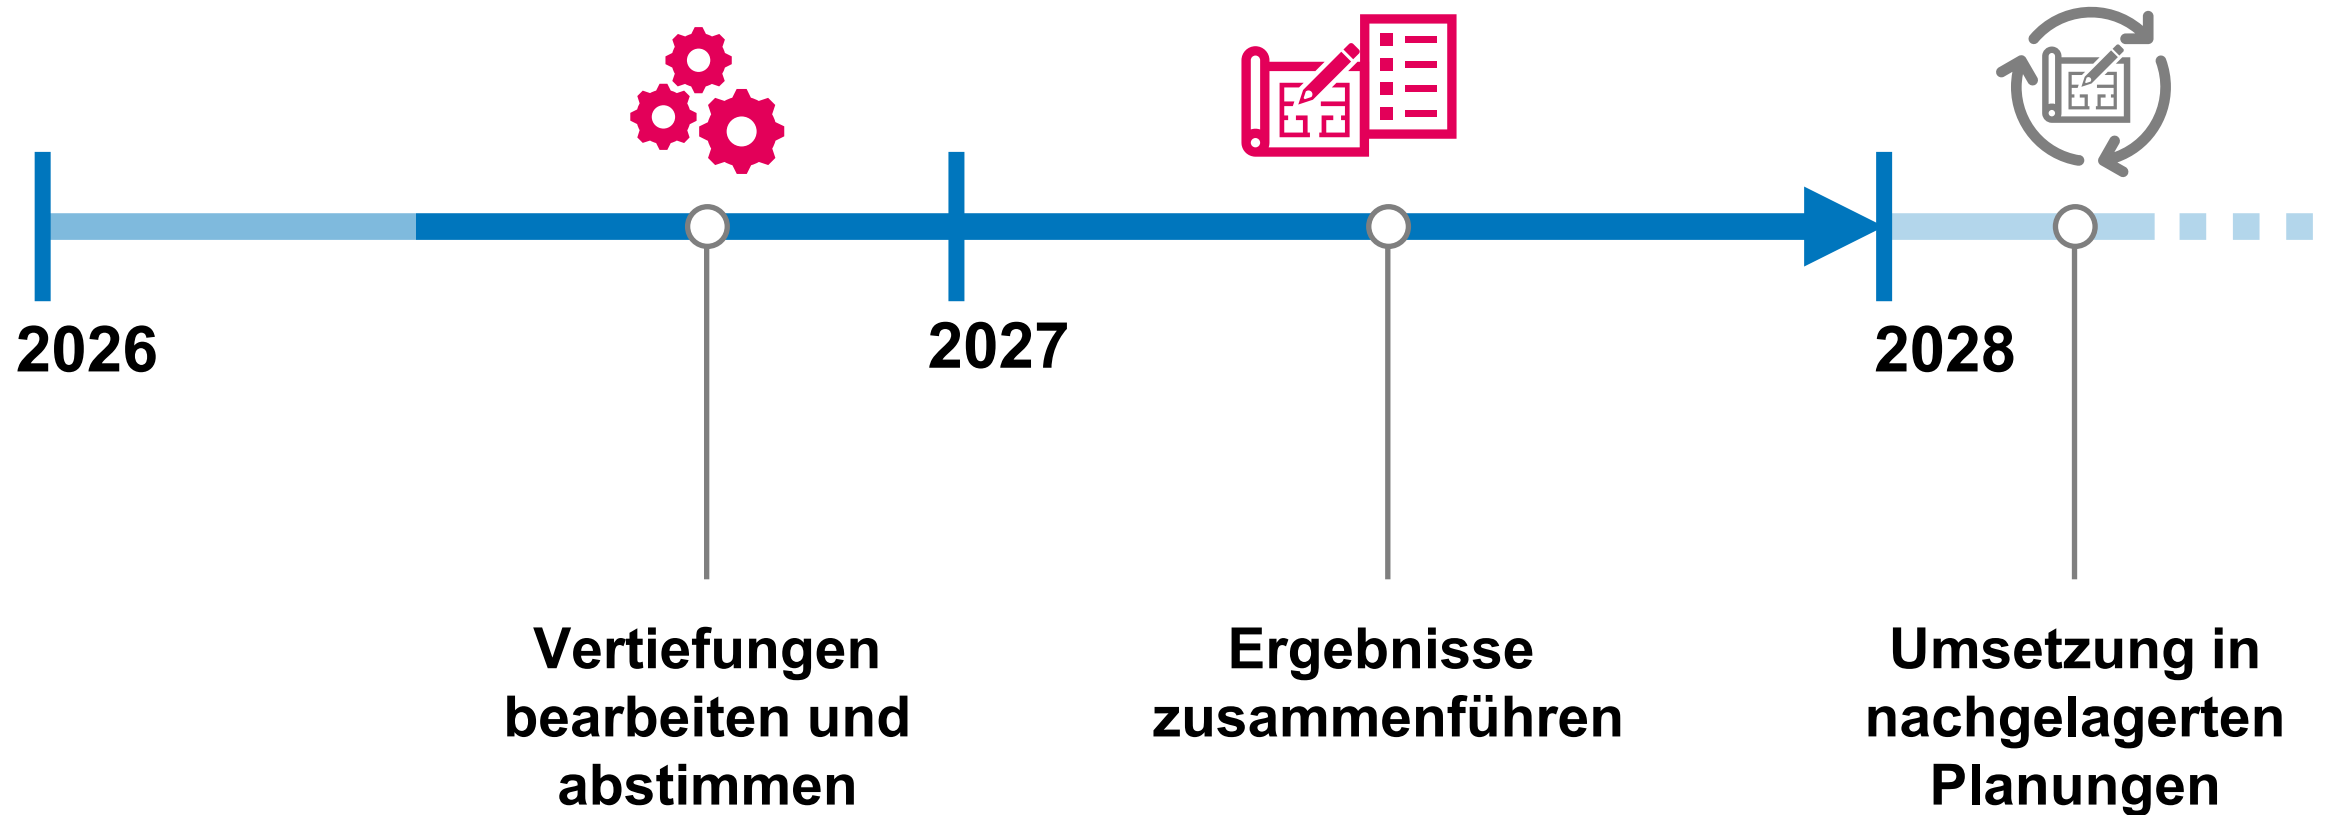 2026
2027
2028
Vertiefungen
bearbeiten und
abstimmen
Ergebnisse
zusammenführen
Umsetzung in
nachgelagerten
Planungen